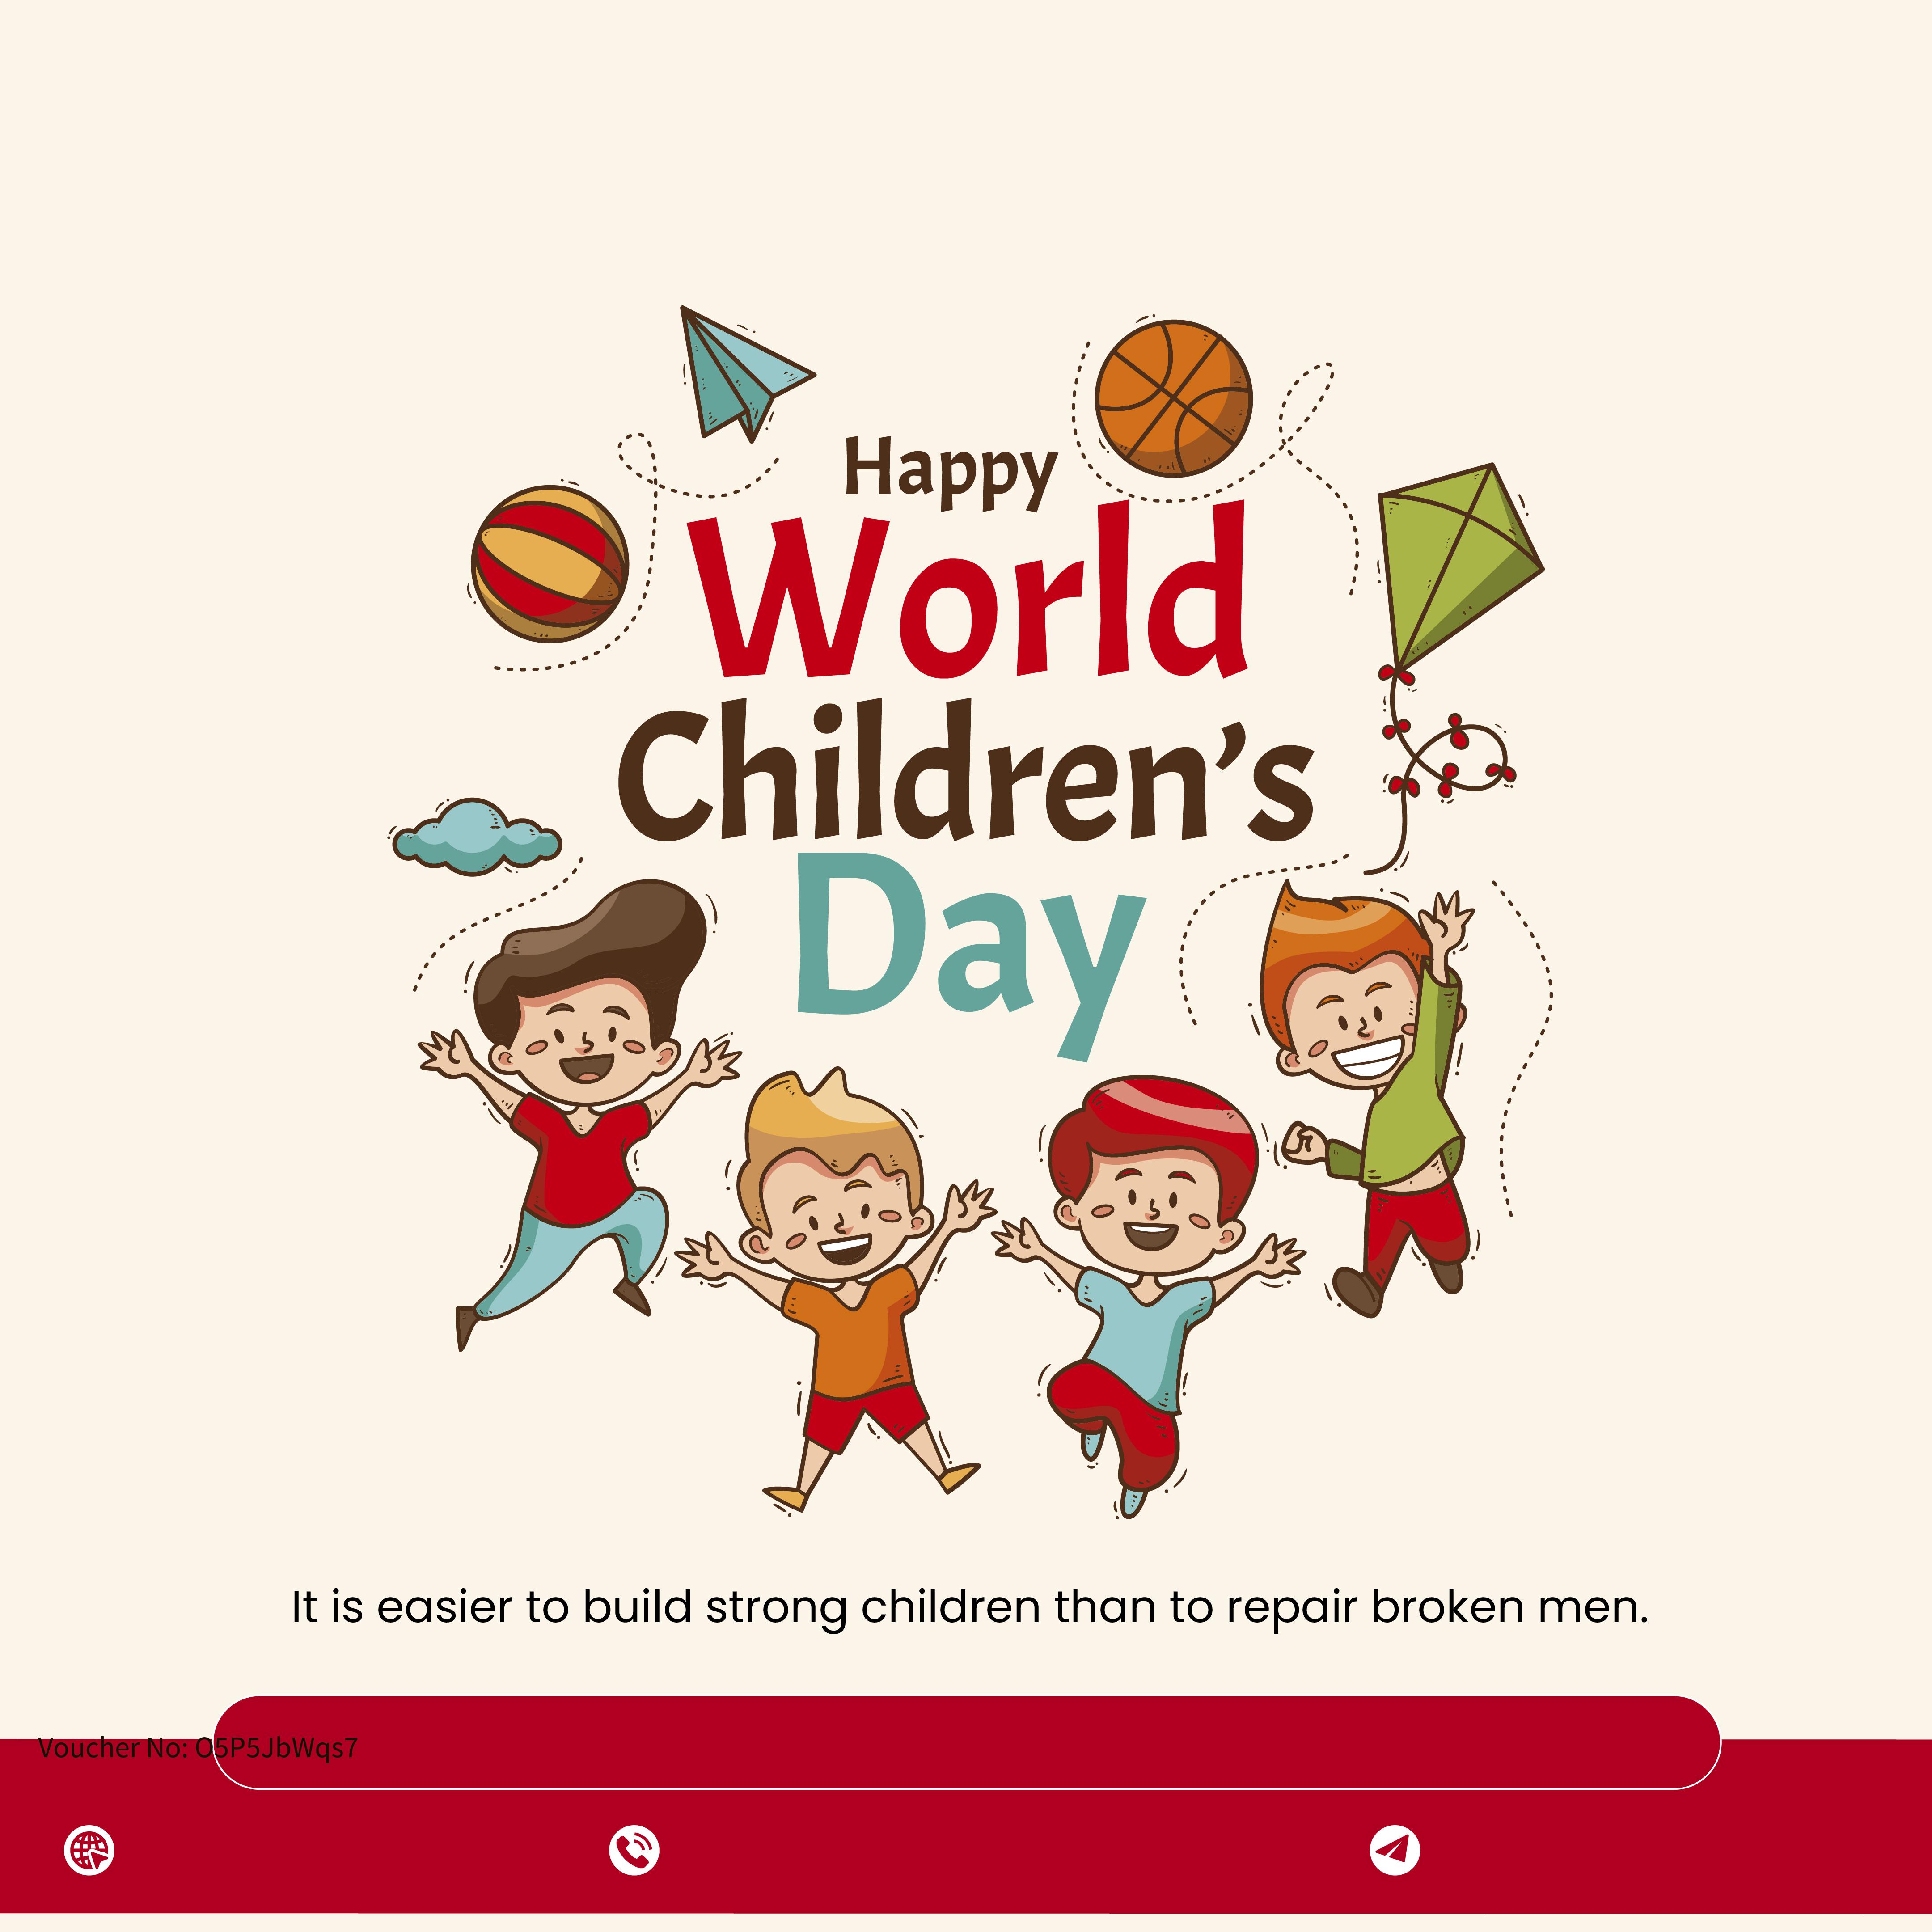 Happy
World
Children's
Day
It is easier to build strong children than to repair broken men.
Voucher No: O5P5JbWqs7